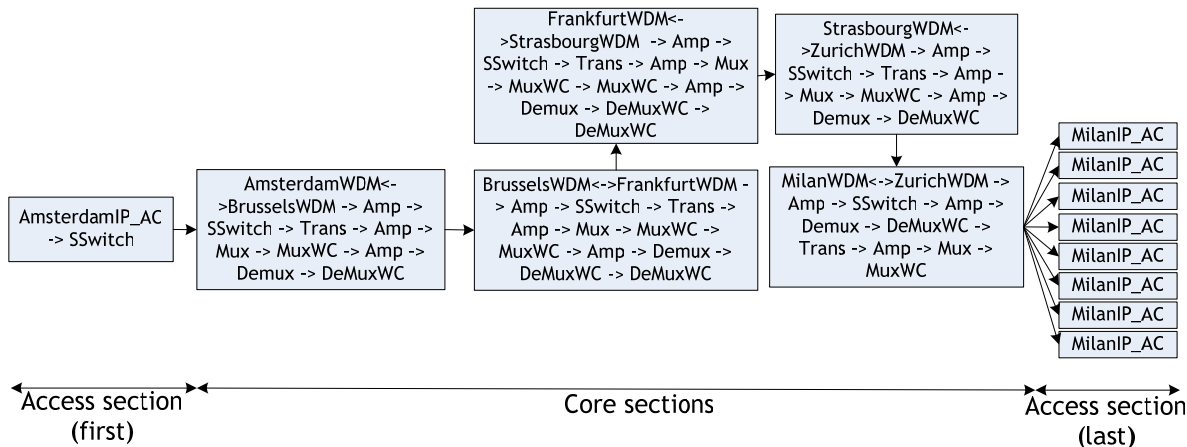 AmsterdamIP_AC
-> SSwitch
AmsterdamWDM<-
>BrusselsWDM -> Amp ->
SSwitch -> Trans -> Amp ->
Mux -> MuxWC -> Amp ->
Demux -> DeMuxWC
BrusselsWDM<->FrankfurtWDM -
> Amp -> SSwitch -> Trans ->
Amp -> Mux -> MuxWC ->
MuxWC -> Amp -> Demux ->
DeMuxWC -> DeMuxWC
FrankfurtWDM<-
>StrasbourgWDM -> Amp ->
SSwitch -> Trans -> Amp -> Mux
-> MuxWC -> MuxWC -> Amp ->
Demux -> DeMuxWC ->
DeMuxWC
StrasbourgWDM<-
>ZurichWDM -> Amp ->
SSwitch -> Trans -> Amp -
> Mux -> MuxWC -> Amp ->
Demux -> DeMuxWC
MilanWDM<->ZurichWDM ->
Amp -> SSwitch -> Amp ->
Demux -> DeMuxWC ->
Trans -> Amp -> Mux ->
MuxWC
MilanIP_AC
MilanIP_AC
MilanIP_AC
MilanIP_AC
MilanIP_AC
MilanIP_AC
MilanIP_AC
MilanIP_AC
Access section
(first)
Core sections
Access section
(last)